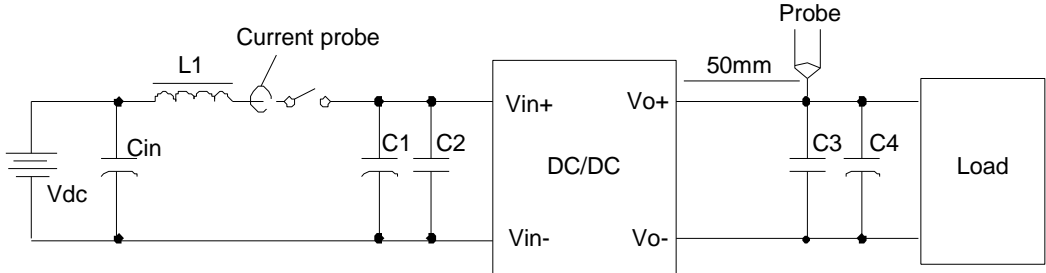 Probe
Current probe
L1
50mm
Vin+
Vo+
Cin
C1
C2
C3
C4
DC/DC
Load
Vdc
Vin-
Vo-